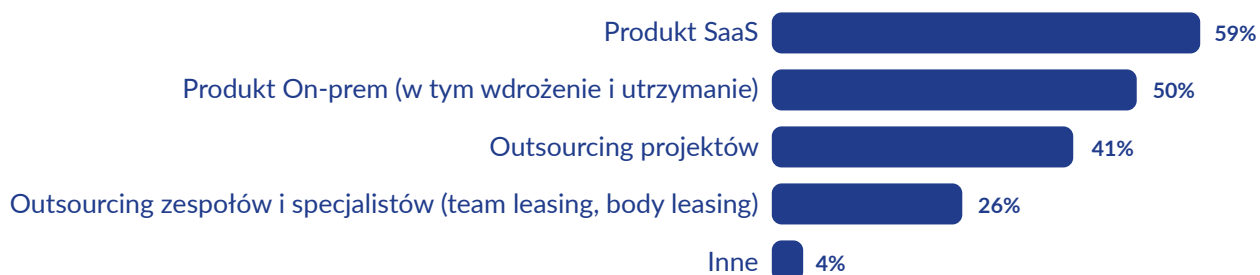 Produkt SaaS 59%
Produkt On-prem (w tym wdrożenie i utrzymanie) 50%
Outsourcing projektów 41%
Outsourcing zespołów i specjalistów (team leasing, body leasing) 26%
Inne 4%